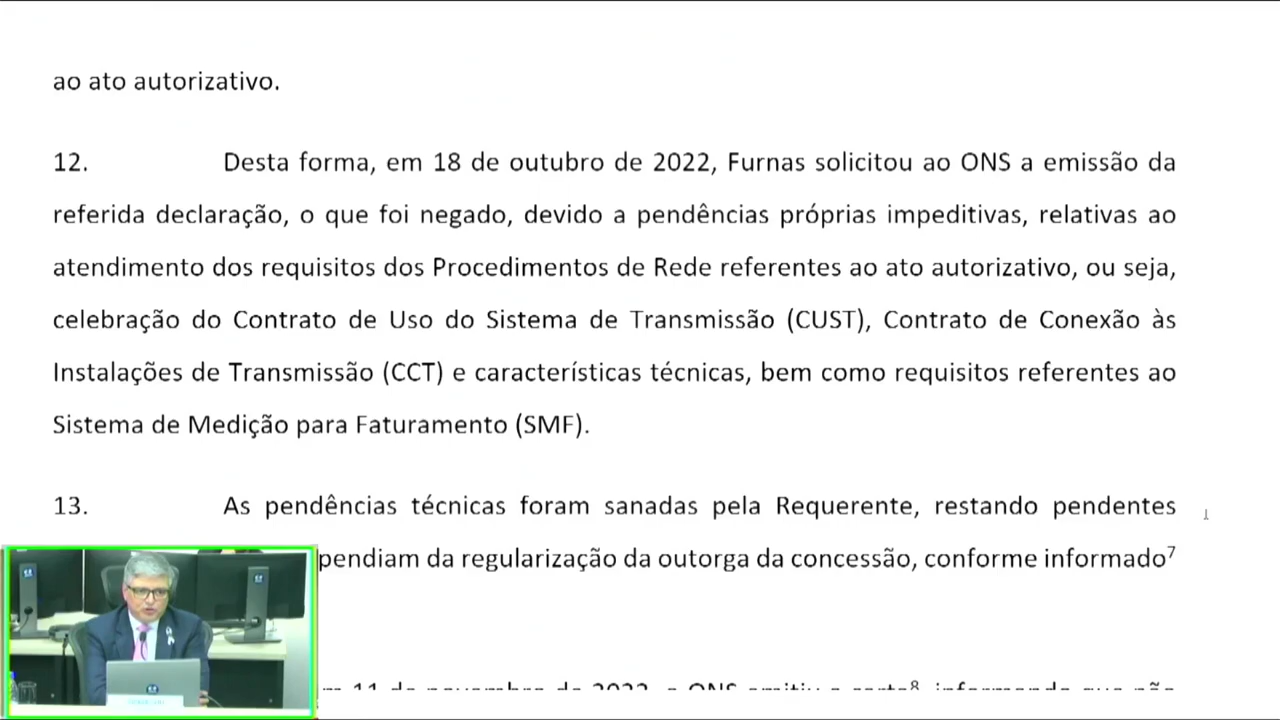 ao ato autorizativo.
12. Desta forma, em 18 de outubro de 2022, Furnas solicitou ao ONS a emissão da
referida declaração, o que foi negado, devido a pendências próprias impeditivas, relativas ao
atendimento dos requisitos dos Procedimentos de Rede referentes ao ato autorizativo, ou seja,
celebração do Contrato de Uso do Sistema de Transmissão (CUST), Contrato de Conexão às
Instalações de Transmissão (CCT) e características técnicas, bem como requisitos referentes ao
Sistema de Medição para Faturamento (SMF).
13. As pendências técnicas foram sanadas pela Requerente, restando pendentes
pendiam da regularização da outorga da concessão, conforme informado⁷